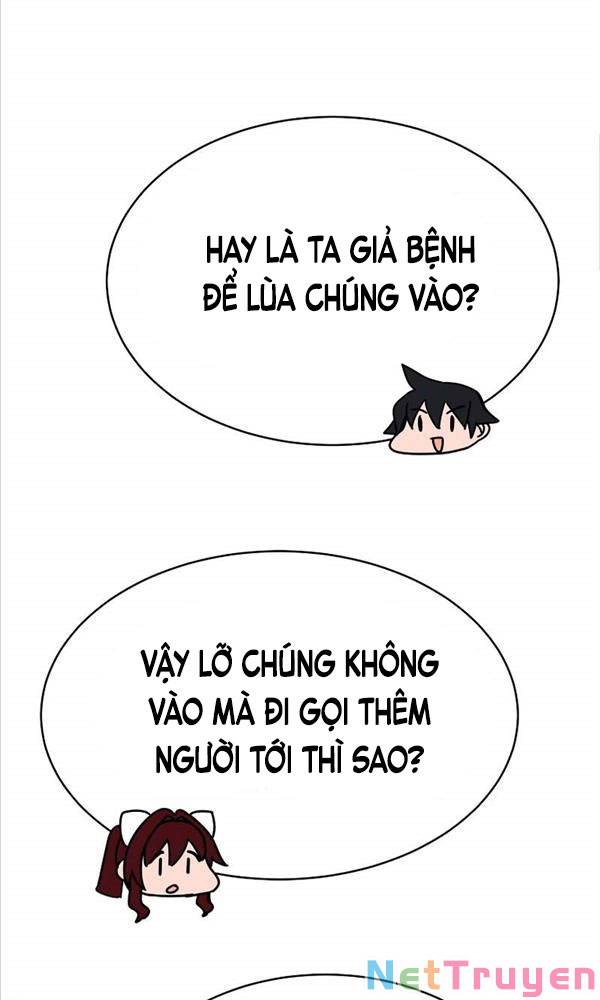 HAY LÀ TA GIẢ BỆNH
ĐỂ LÙA CHÚNG VÀO?
VẬY LỠ CHÚNG KHÔNG
VÀO MÀ ĐI GỌI THÊM
NGƯỜI TỚI THÌ SAO?
NetTruyen